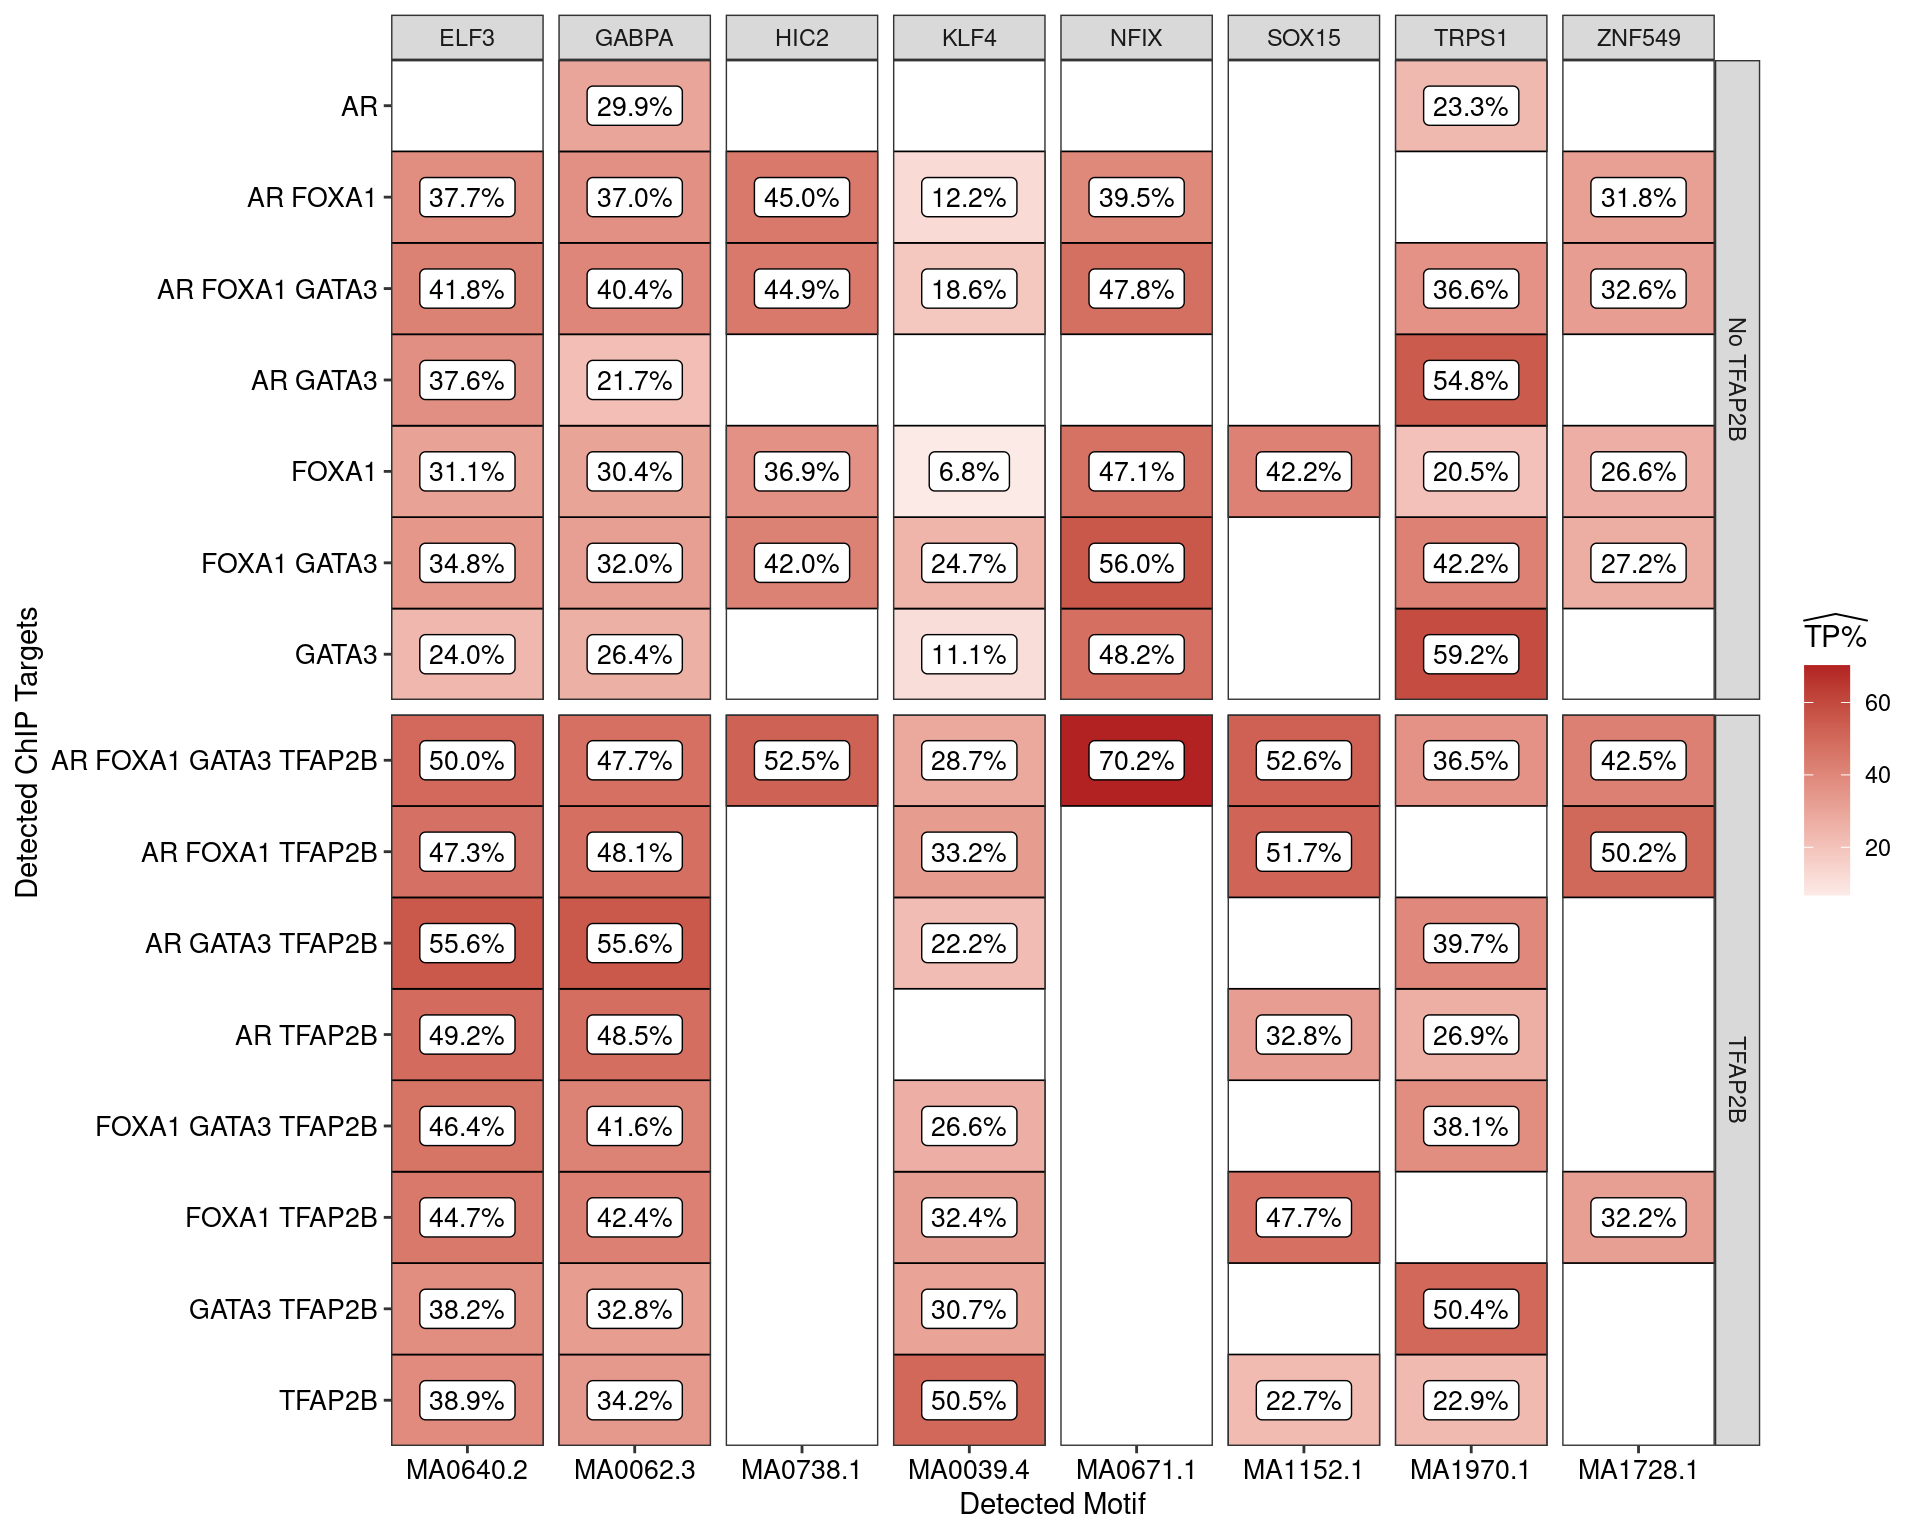 ELF3 GABPA HIC2 KLF4 NFIX SOX15 TRPS1 ZNF549
AR 29.9% 23.3%
AR FOXA1 37.7% 37.0% 45.0% 12.2% 39.5% 31.8%
AR FOXA1 GATA3 41.8% 40.4% 44.9% 18.6% 47.8% 36.6% 32.6%
AR GATA3 37.6% 21.7% 54.8%
FOXA1 31.1% 30.4% 36.9% 6.8% 47.1% 42.2% 20.5% 26.6%
FOXA1 GATA3 34.8% 32.0% 42.0% 24.7% 56.0% 42.2% 27.2%
GATA3 24.0% 26.4% 11.1% 48.2% 59.2%
No TFAP2B
AR FOXA1 GATA3 TFAP2B 50.0% 47.7% 52.5% 28.7% 70.2% 52.6% 36.5% 42.5%
AR FOXA1 TFAP2B 47.3% 48.1% 33.2% 51.7% 50.2%
AR GATA3 TFAP2B 55.6% 55.6% 22.2% 39.7%
AR TFAP2B 49.2% 48.5% 32.8% 26.9%
FOXA1 GATA3 TFAP2B 46.4% 41.6% 26.6% 38.1%
FOXA1 TFAP2B 44.7% 42.4% 32.4% 47.7% 32.2%
GATA3 TFAP2B 38.2% 32.8% 30.7% 50.4%
TFAP2B 38.9% 34.2% 50.5% 22.7% 22.9%
TFAP2B
MA0640.2 MA0062.3 MA0738.1 MA0039.4 MA0671.1 MA1152.1 MA1970.1 MA1728.1
Detected Motif
Detected ChIP Targets
TP%
60
40
20